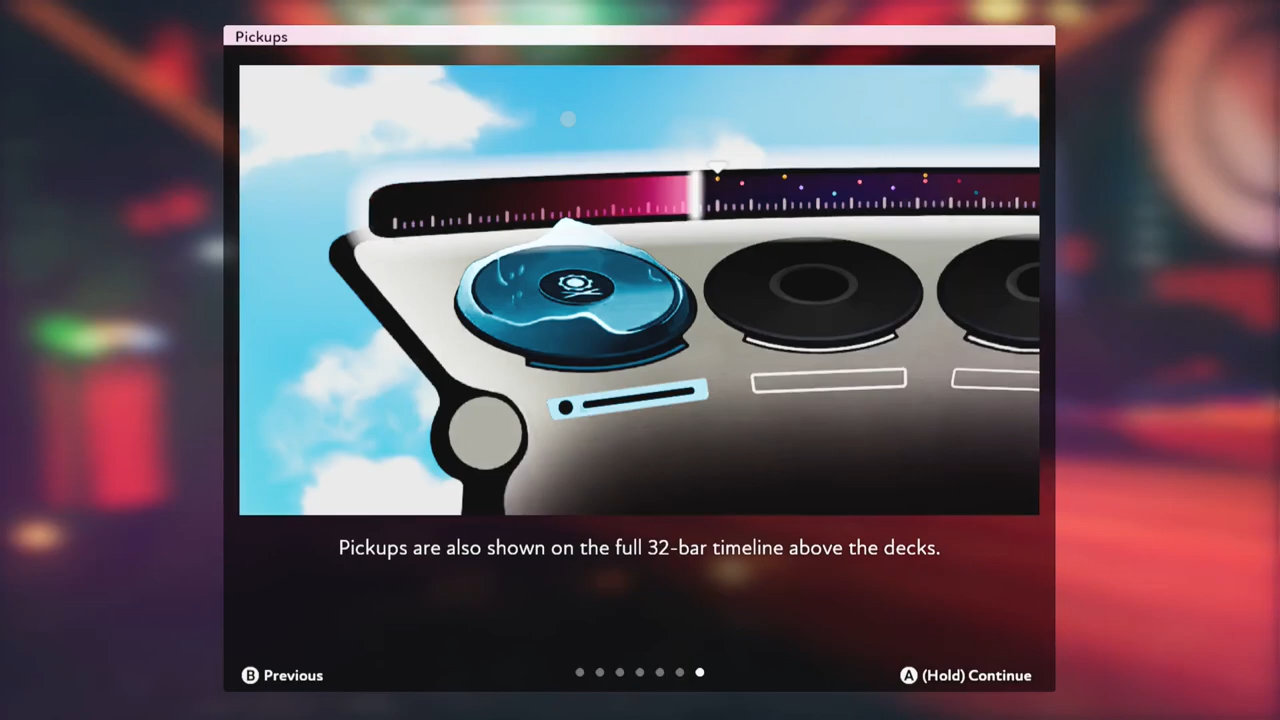 Pickups
Pickups are also shown on the full 32-bar timeline above the decks.
B Previous
A (Hold) Continue